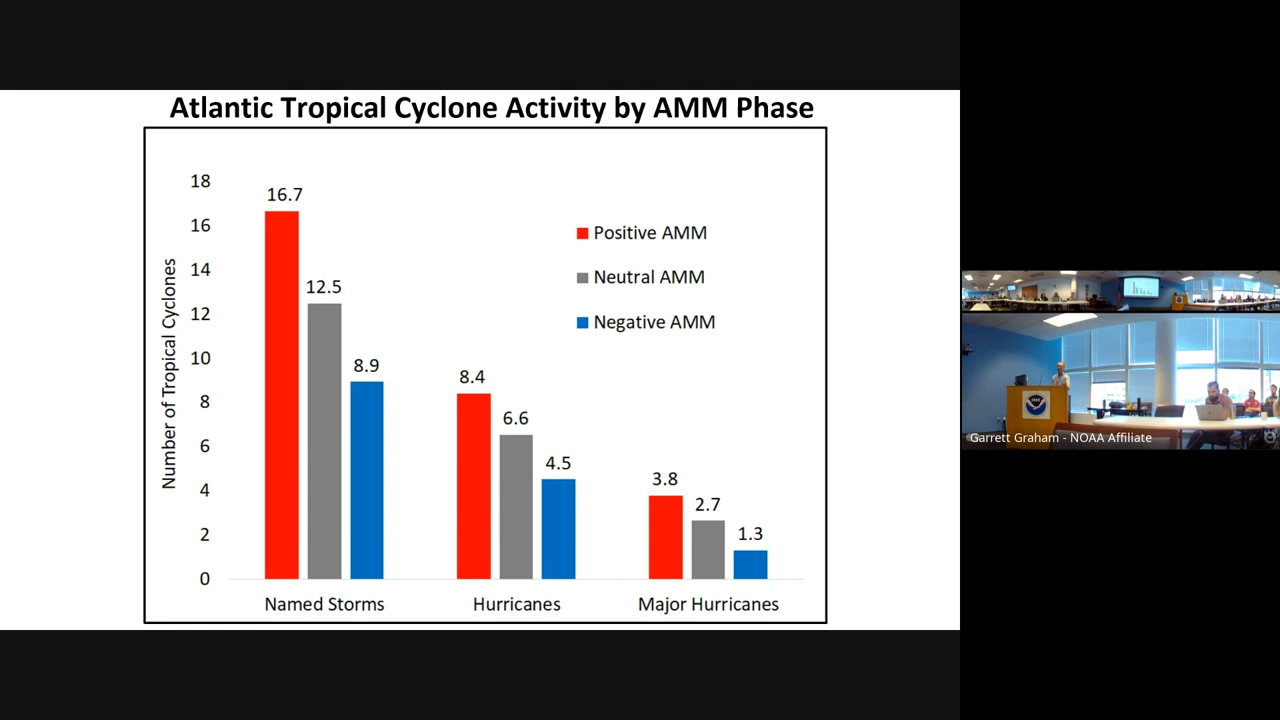 Atlantic Tropical Cyclone Activity by AMM Phase
Number of Tropical Cyclones
18
16
14
12
10
8
6
4
2
0
16.7
12.5
8.9
8.4
6.6
4.5
3.8
2.7
1.3
Positive AMM
Neutral AMM
Negative AMM
Named Storms
Hurricanes
Major Hurricanes
Garrett Graham - NOAA Affiliate